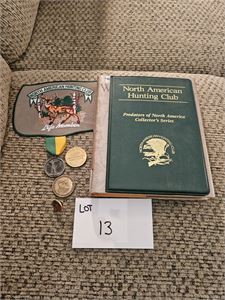 NORTH AMERICAN HUNTING CLUB
Life Member
North American
Hunting Club
Predators of North America
Collector's Series
LOT
13